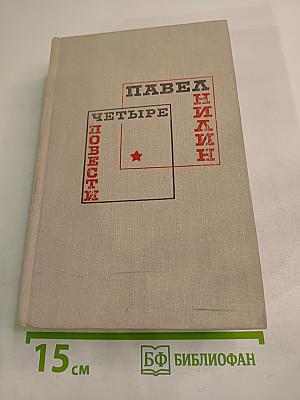 ПАВЕЛ
НИЛИН
ЧЕТЫРЕ
ПОВЕСТИ
15 см
БФ БИБЛИОФАН